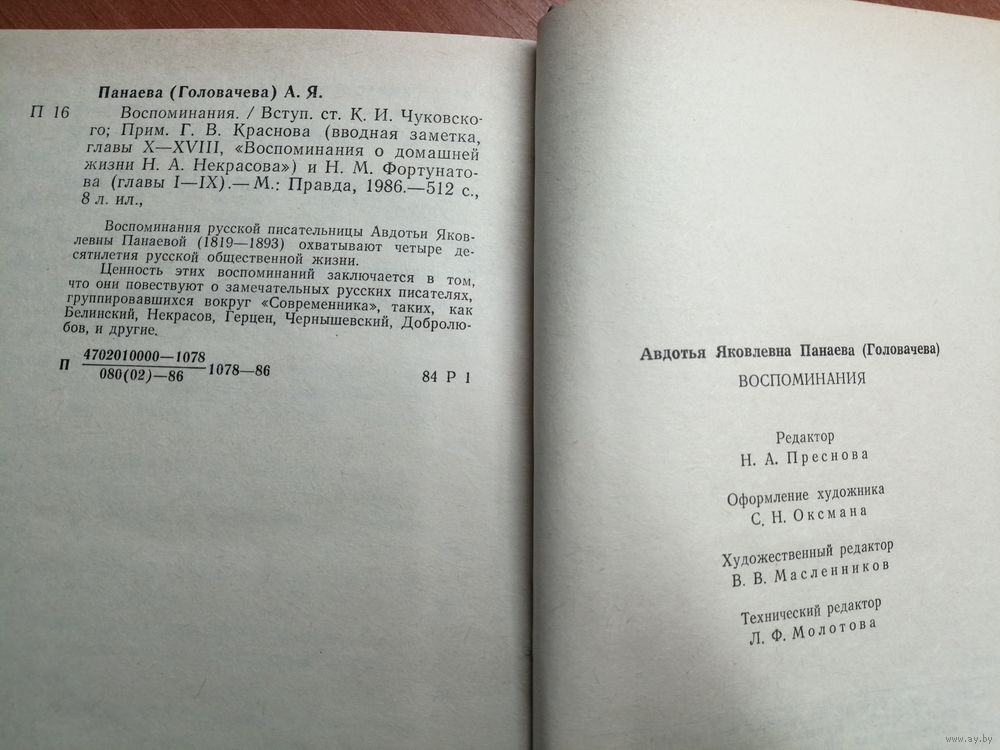 Панаева (Головачева) А. Я.
П 16 Воспоминания. / Вступ. ст. К. И. Чуковско-
го; Прим. Г. В. Краснова (вводная заметка,
главы X—XVIII, «Воспоминания о домашней
жизни Н. А. Некрасова») и Н. М. Фортунато-
ва (главы I—IX).— М.: Правда, 1986.—512 с.,
8 л. ил.,
Воспоминания русской писательницы Авдотьи Яков-
левны Панаевой (1819—1893) охватывают четыре де-
сятилетия русской общественной жизни.
Ценность этих воспоминаний заключается в том,
что они повествуют о замечательных русских писателях,
группировавшихся вокруг «Современника», таких, как
Белинский, Некрасов, Герцен, Чернышевский, Добролю-
бов, и другие.
4702010000—1078
П 1078—86
080(02)—86
84 Р 1
Авдотья Яковлевна Панаева (Головачева)
ВОСПОМИНАНИЯ
Редактор
Н. А. Преснова
Оформление художника
С. Н. Оксмана
Художественный редактор
В. В. Масленников
Технический редактор
Л. Ф. Молотова
www.ay.by